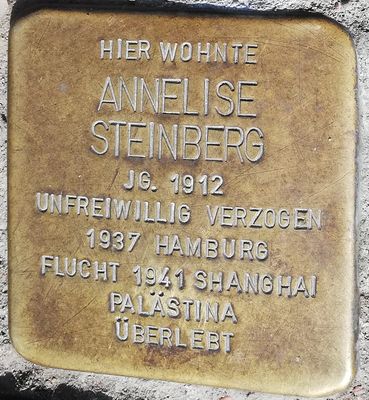 HIER WOHNTE
ANNELISE
STEINBERG
JG. 1912
UNFREIWILLIG VERZOGEN
1937 HAMBURG
FLUCHT 1941 SHANGHAI
PALÄSTINA
ÜBERLEBT